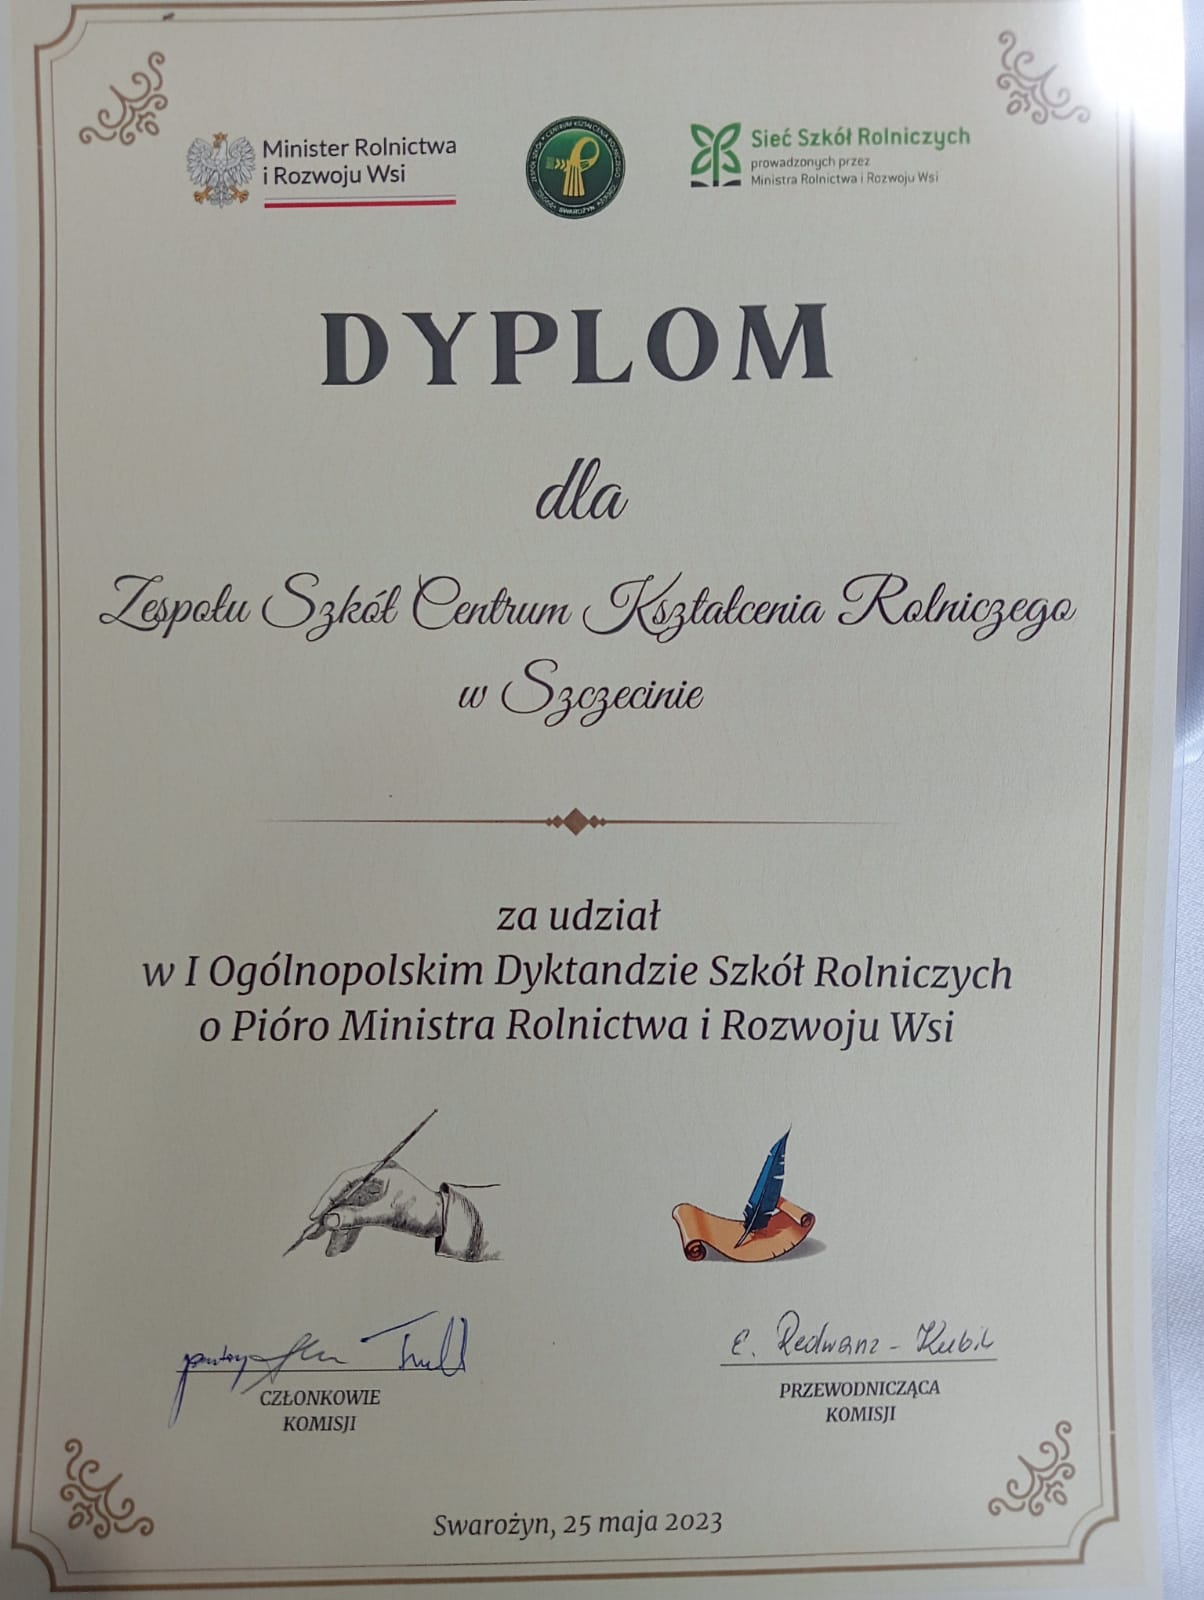 Minister Rolnictwa
i Rozwoju Wsi
Sieć Szkół Rolniczych
prowadzonych przez
Ministra Rolnictwa i Rozwoju Wsi
DYPLOM
dla
Zespołu Szkół Centrum Kształcenia Rolniczego
w Szczecinie
za udział
w I Ogólnopolskim Dyktandzie Szkół Rolniczych
o Pióro Ministra Rolnictwa i Rozwoju Wsi
E. Redwanz - Kubik
CZŁONKOWIE
KOMISJI
PRZEWODNICZĄCA
KOMISJI
Swarożyn, 25 maja 2023